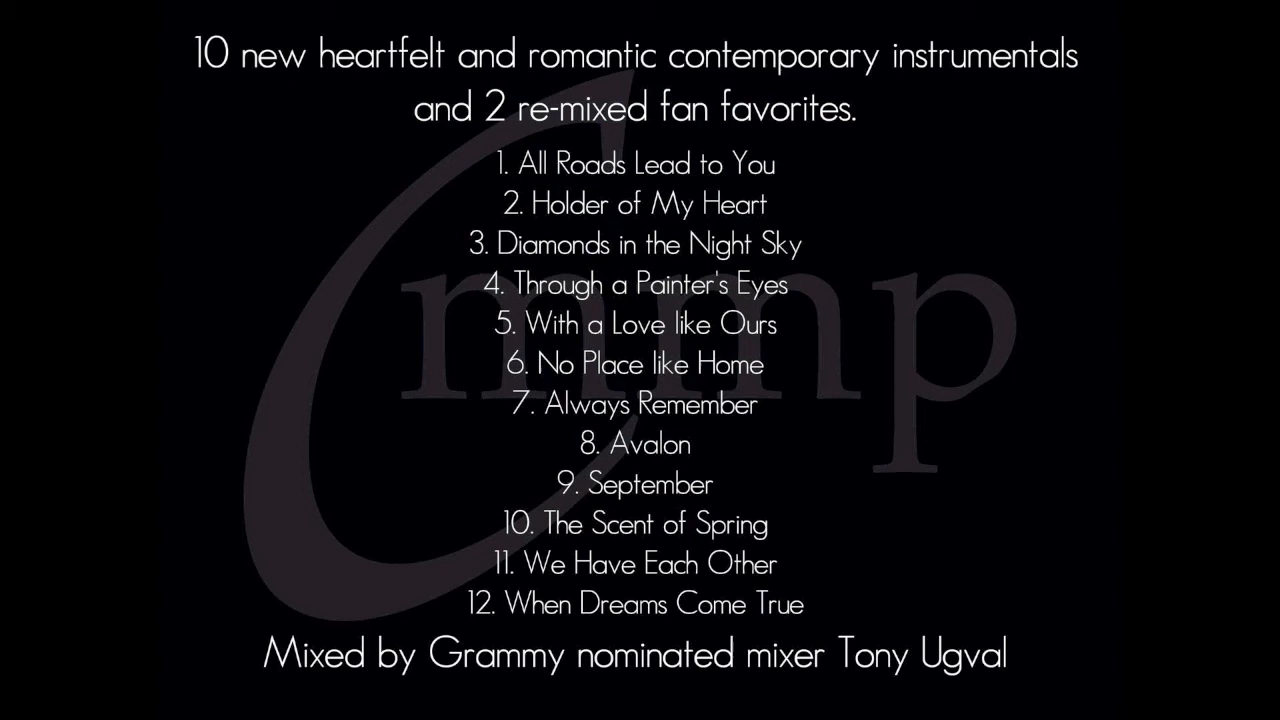 10 new heartfelt and romantic contemporary instrumentals
and 2 re-mixed fan favorites.
1. All Roads Lead to You
2. Holder of My Heart
3. Diamonds in the Night Sky
4. Through a Painter's Eyes
5. With a Love like Ours
6. No Place like Home
7. Always Remember
8. Avalon
9. September
10. The Scent of Spring
11. We Have Each Other
12. When Dreams Come True
Mixed by Grammy nominated mixer Tony Ugval
Cmmp